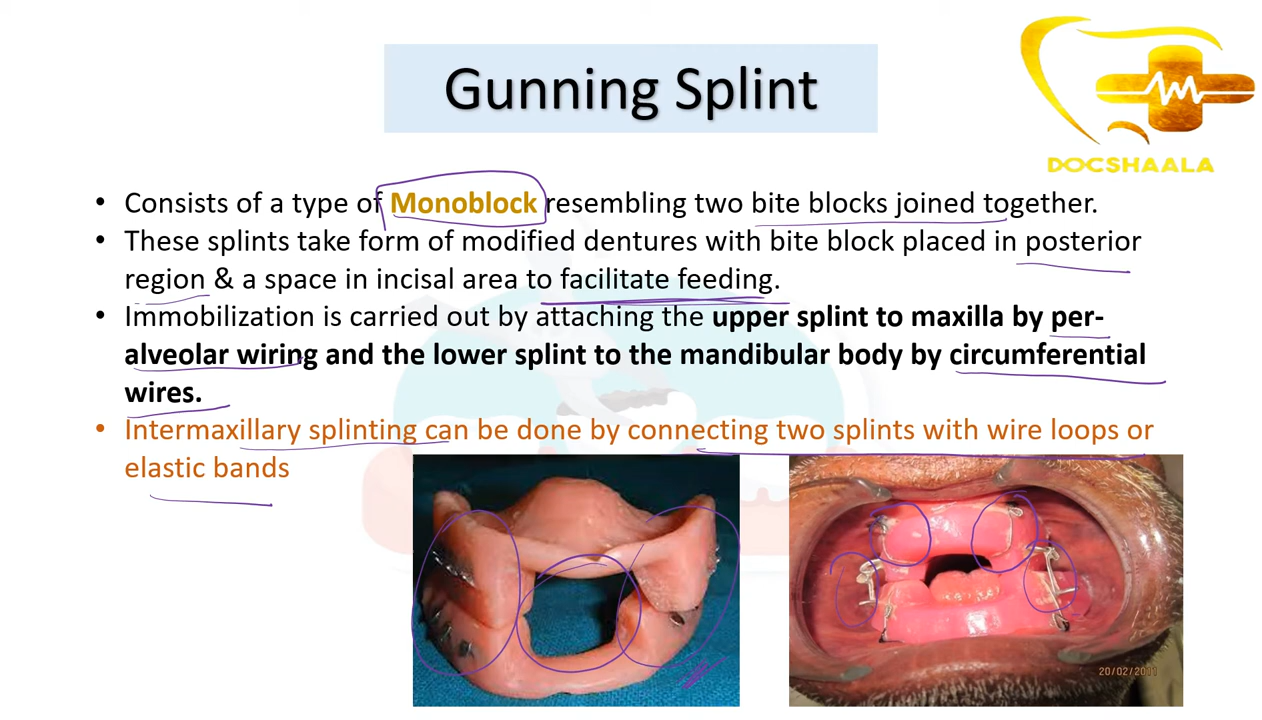 Gunning Splint
DOCSHAALA
• Consists of a type of Monoblock resembling two bite blocks joined together.
• These splints take form of modified dentures with bite block placed in posterior
region & a space in incisal area to facilitate feeding.
• Immobilization is carried out by attaching the upper splint to maxilla by per-
alveolar wiring and the lower splint to the mandibular body by circumferential
wires.
• Intermaxillary splinting can be done by connecting two splints with wire loops or
elastic bands